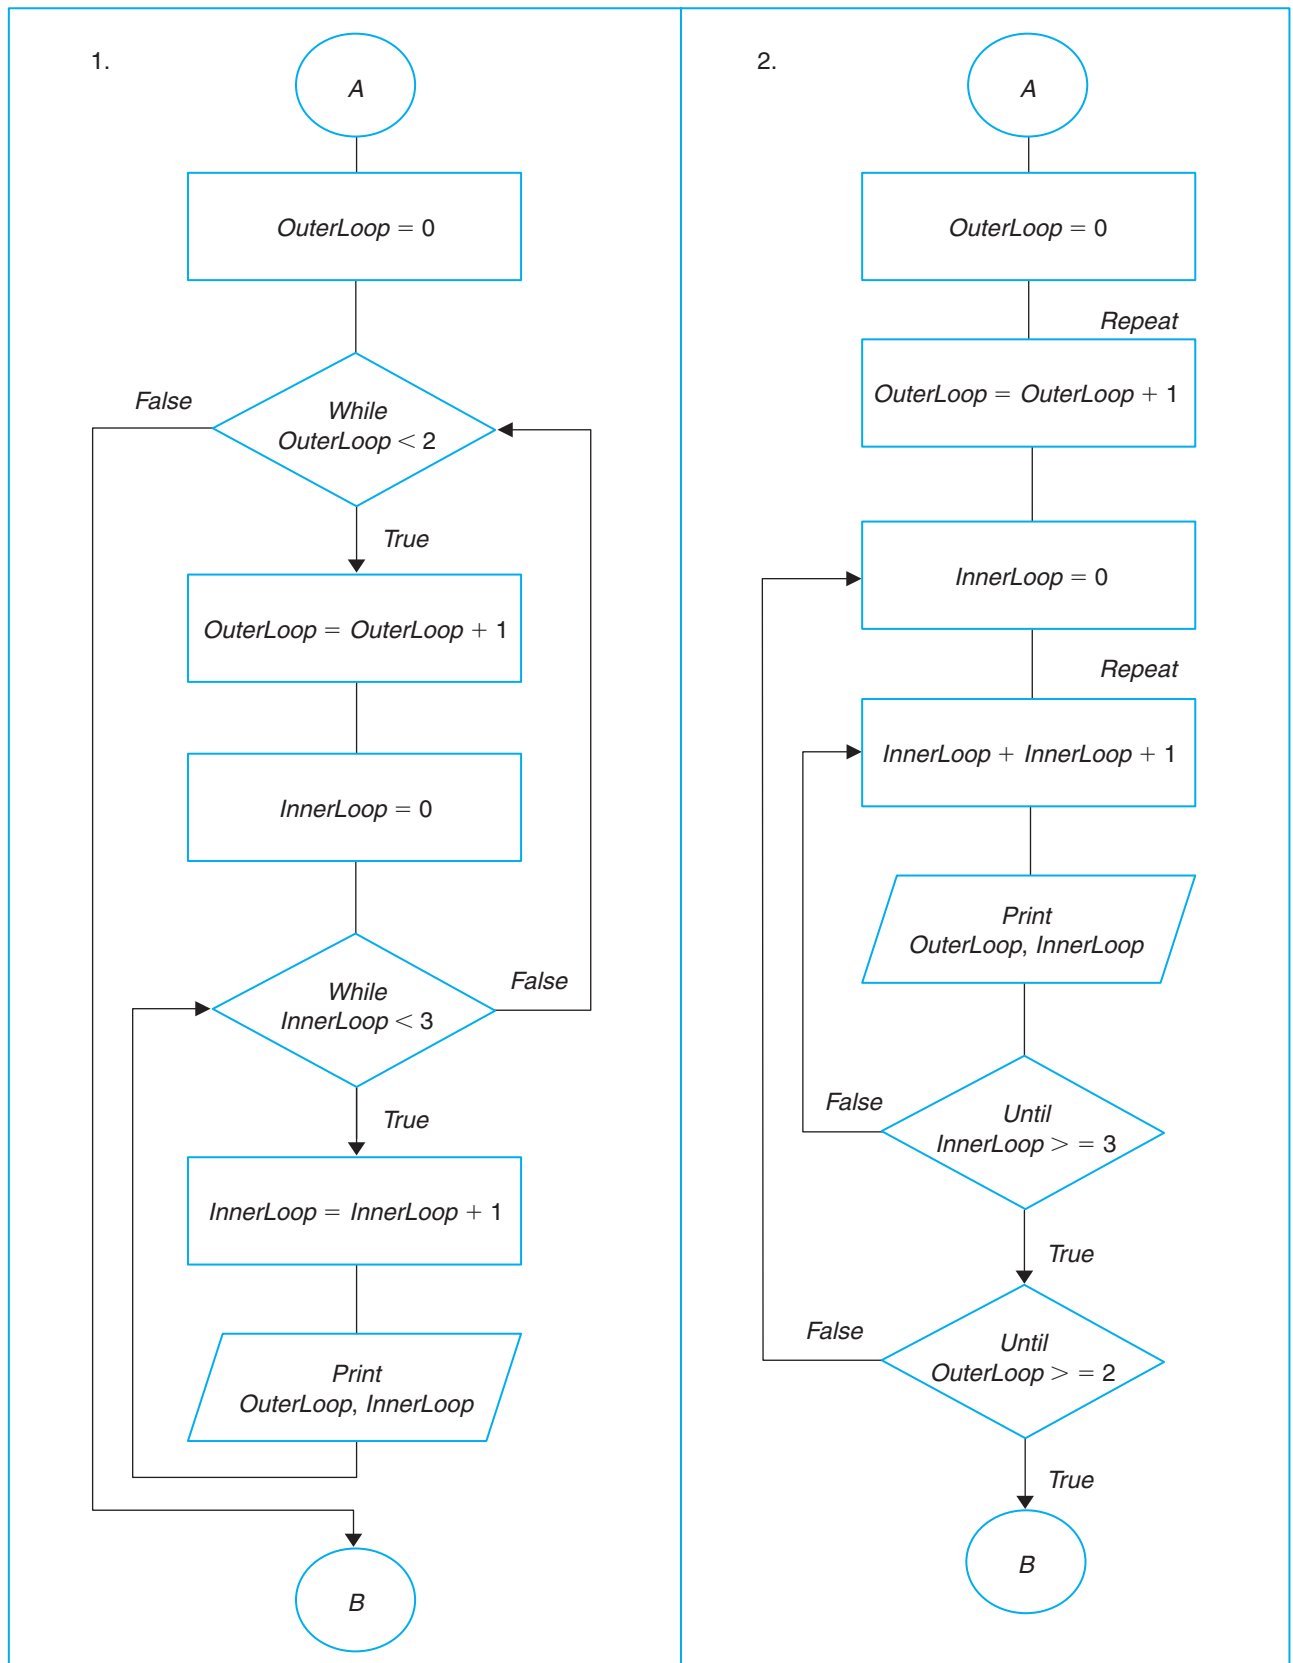 1.
A
OuterLoop = 0
False
While
OuterLoop < 2
True
OuterLoop = OuterLoop + 1
InnerLoop = 0
While
InnerLoop < 3
False
True
InnerLoop = InnerLoop + 1
Print
OuterLoop, InnerLoop
B
2.
A
OuterLoop = 0
Repeat
OuterLoop = OuterLoop + 1
InnerLoop = 0
Repeat
InnerLoop + InnerLoop + 1
Print
OuterLoop, InnerLoop
False
Until
InnerLoop > = 3
True
False
Until
OuterLoop > = 2
True
B